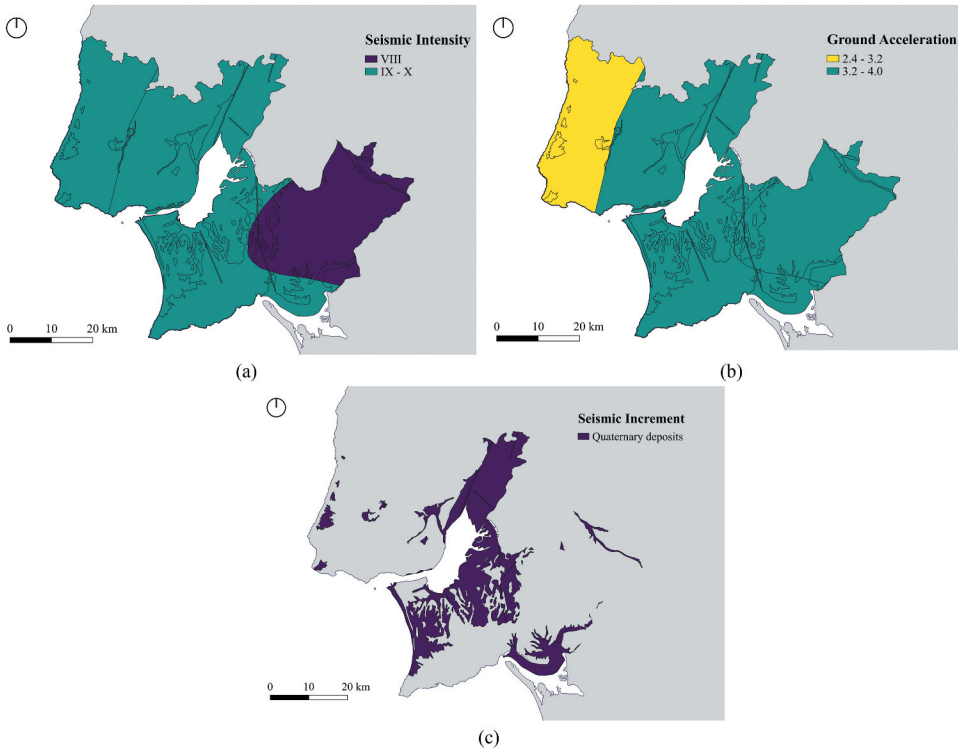 Seismic Intensity
VIII
IX - X
0 10 20 km
(a)
Ground Acceleration
2.4 - 3.2
3.2 - 4.0
0 10 20 km
(b)
Seismic Increment
Quaternary deposits
0 10 20 km
(c)